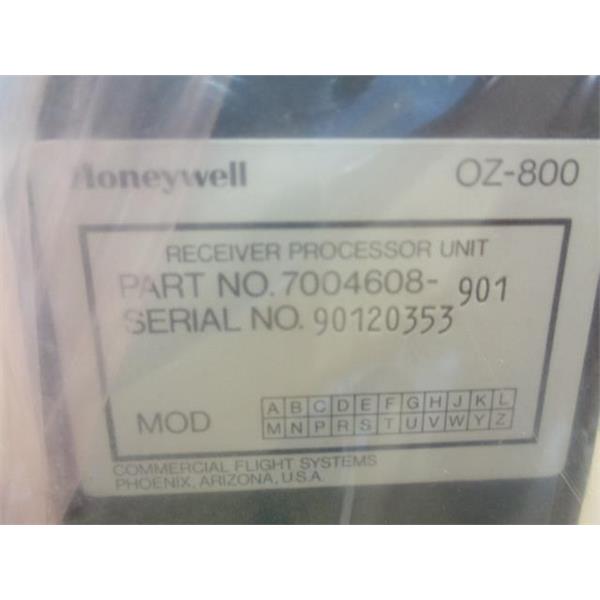 Honeywell OZ-800
RECEIVER PROCESSOR UNIT
PART NO. 7004608-901
SERIAL NO. 90120353
MOD
A B C D E F G H J K L
M N P R S T U V W Y Z
COMMERCIAL FLIGHT SYSTEMS
PHOENIX, ARIZONA, U.S.A.